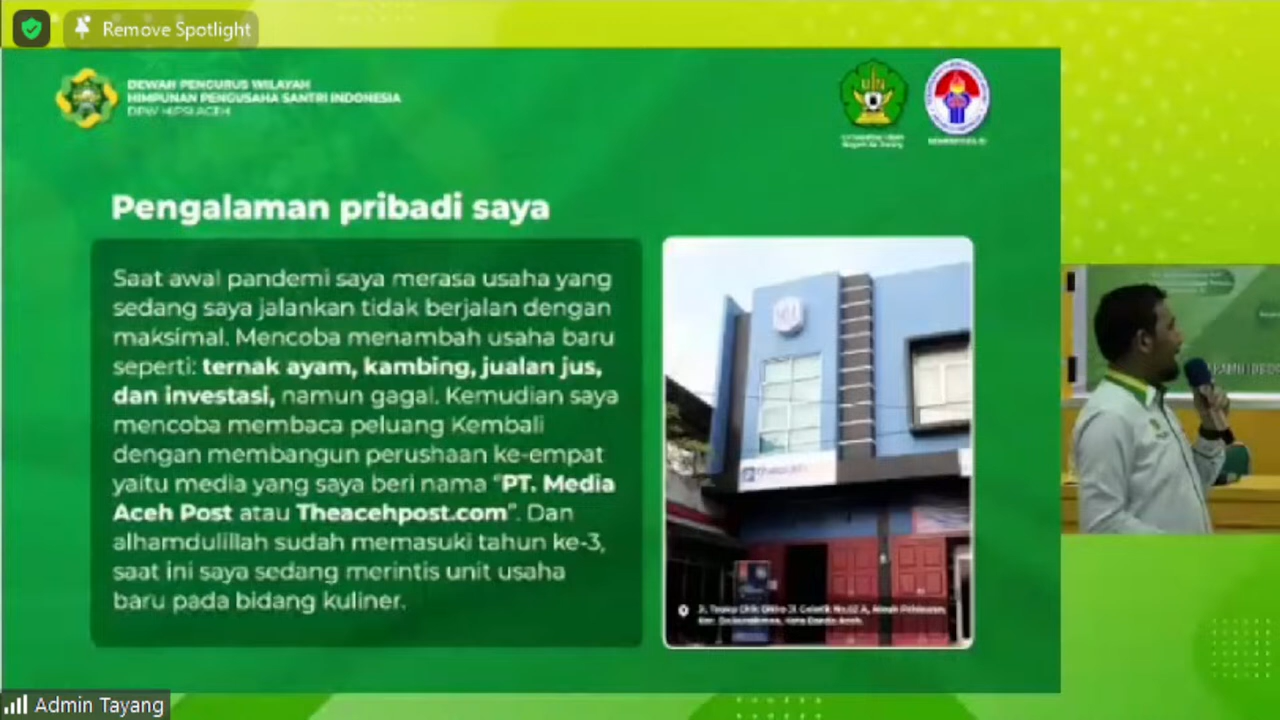 Remove Spotlight
DEWAN PENGURUS WILAYAH
HIMPUNAN PENGUSAHA SANTRI INDONESIA
DPW HIPSI ACEH
UIN
Pengalaman pribadi saya
Saat awal pandemi saya merasa usaha yang
sedang saya jalankan tidak berjalan dengan
maksimal. Mencoba menambah usaha baru
seperti: ternak ayam, kambing, jualan jus,
dan investasi, namun gagal. Kemudian saya
mencoba membaca peluang Kembali
dengan membangun perushaan ke-empat
yaitu media yang saya beri nama “PT. Media
Aceh Post atau Theacehpost.com”. Dan
alhamdulillah sudah memasuki tahun ke-3,
saat ini saya sedang merintis unit usaha
baru pada bidang kuliner.
Admin Tayang